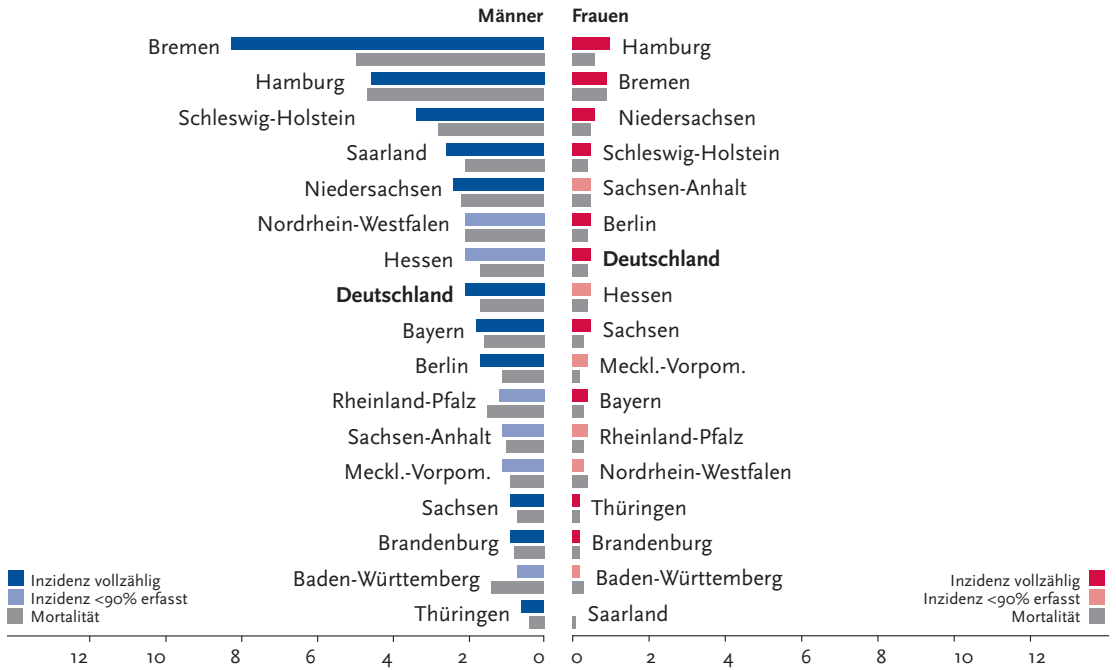 Männer Frauen
Bremen Hamburg
Hamburg Bremen
Schleswig-Holstein Niedersachsen
Saarland Schleswig-Holstein
Niedersachsen Sachsen-Anhalt
Nordrhein-Westfalen Berlin
Hessen Deutschland
Deutschland Hessen
Bayern Sachsen
Berlin Meckl.-Vorpom.
Rheinland-Pfalz Bayern
Sachsen-Anhalt Rheinland-Pfalz
Meckl.-Vorpom. Nordrhein-Westfalen
Sachsen Thüringen
Brandenburg Brandenburg
Baden-Württemberg Baden-Württemberg
Thüringen Saarland
Inzidenz vollzählig Inzidenz vollzählig
Inzidenz <90% erfasst Inzidenz <90% erfasst
Mortalität Mortalität
12 10 8 6 4 2 0 0 2 4 6 8 10 12